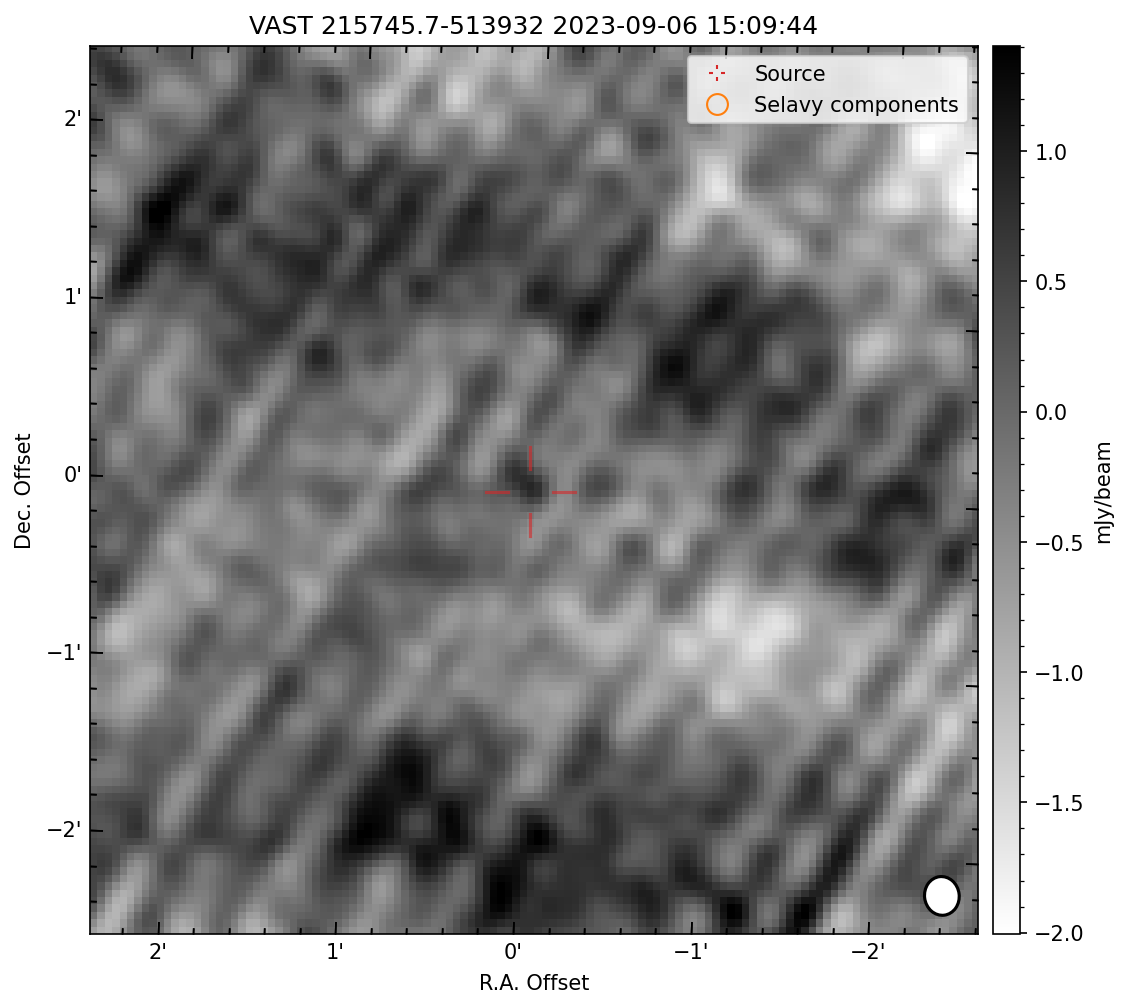 VAST 215745.7-513932 2023-09-06 15:09:44
Source
Selavy components
2'
1'
0'
−1'
−2'
Dec. Offset
2'
1'
0'
−1'
−2'
R.A. Offset
1.0
0.5
0.0
−0.5
−1.0
−1.5
−2.0
mJy/beam